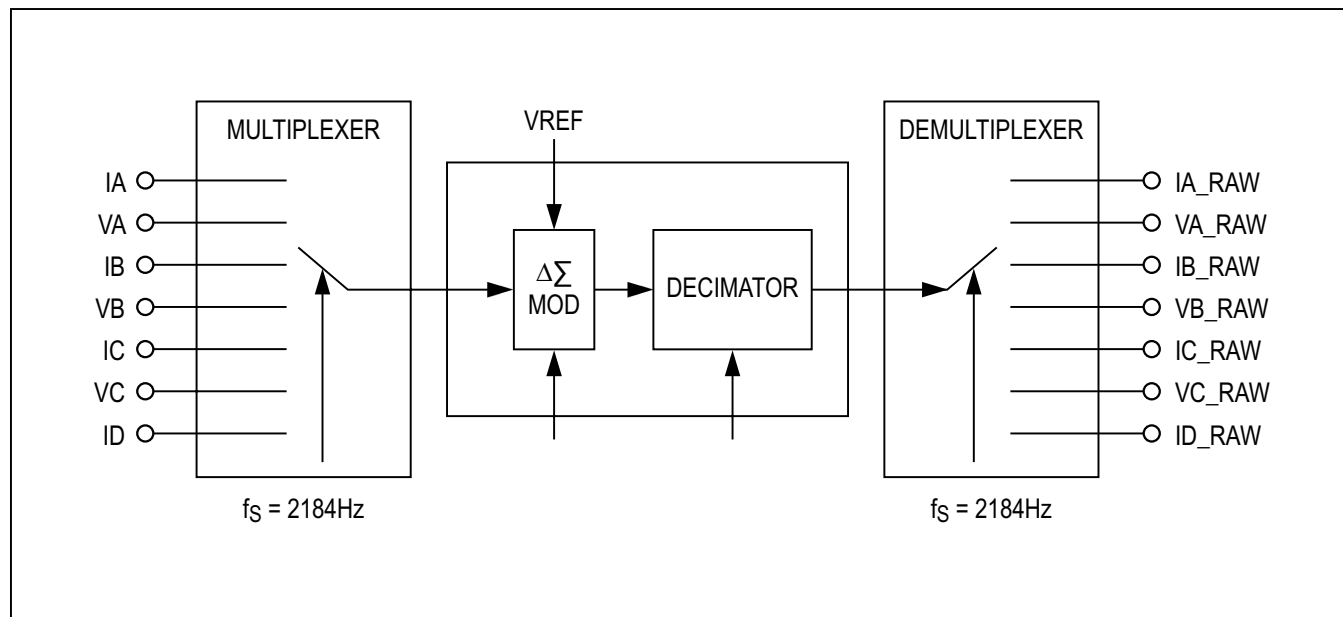 MULTIPLEXER
IA
VA
IB
VB
IC
VC
ID
fS = 2184Hz
VREF
ΔΣ
MOD
DECIMATOR
DEMULTIPLEXER
IA_RAW
VA_RAW
IB_RAW
VB_RAW
IC_RAW
VC_RAW
ID_RAW
fS = 2184Hz